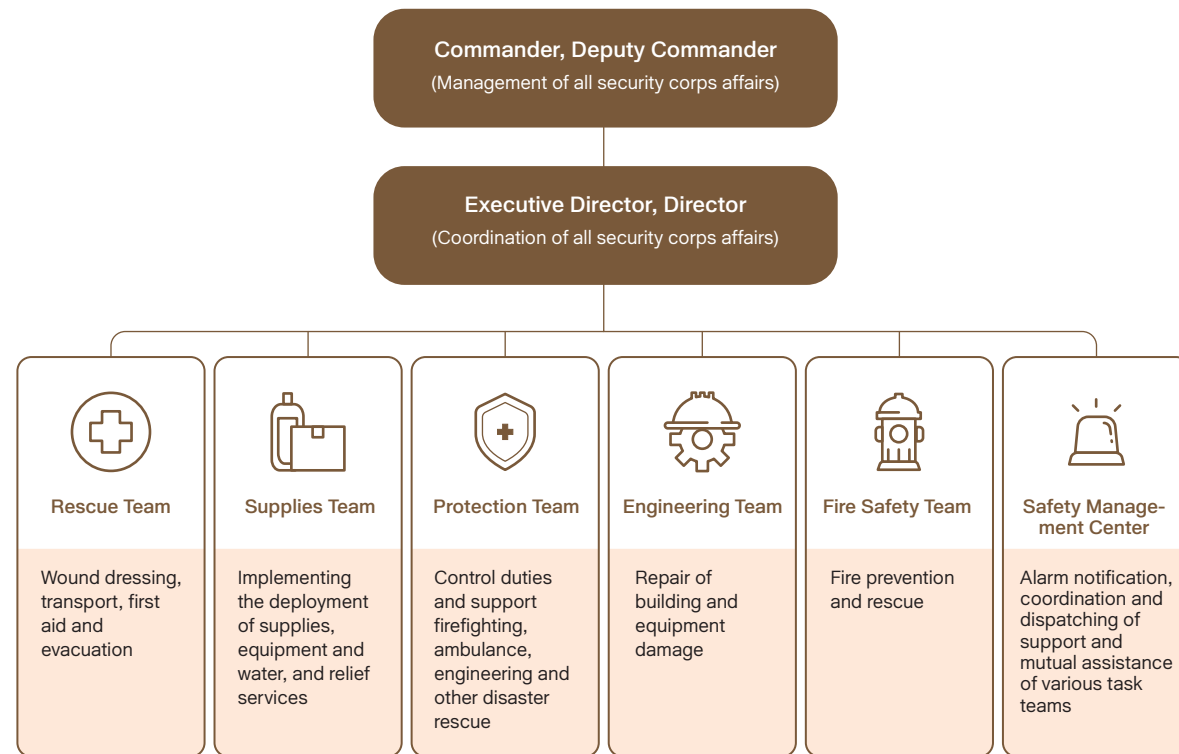 Commander, Deputy Commander
(Management of all security corps affairs)
Executive Director, Director
(Coordination of all security corps affairs)
Rescue Team
Wound dressing,
transport, first
aid and
evacuation
Supplies Team
Implementing
the deployment
of supplies,
equipment and
water, and relief
services
Protection Team
Control duties
and support
firefighting,
ambulance,
engineering and
other disaster
rescue
Engineering Team
Repair of
building and
equipment
damage
Fire Safety Team
Fire prevention
and rescue
Safety Manage-
ment Center
Alarm notification,
coordination and
dispatching of
support and
mutual assistance
of various task
teams